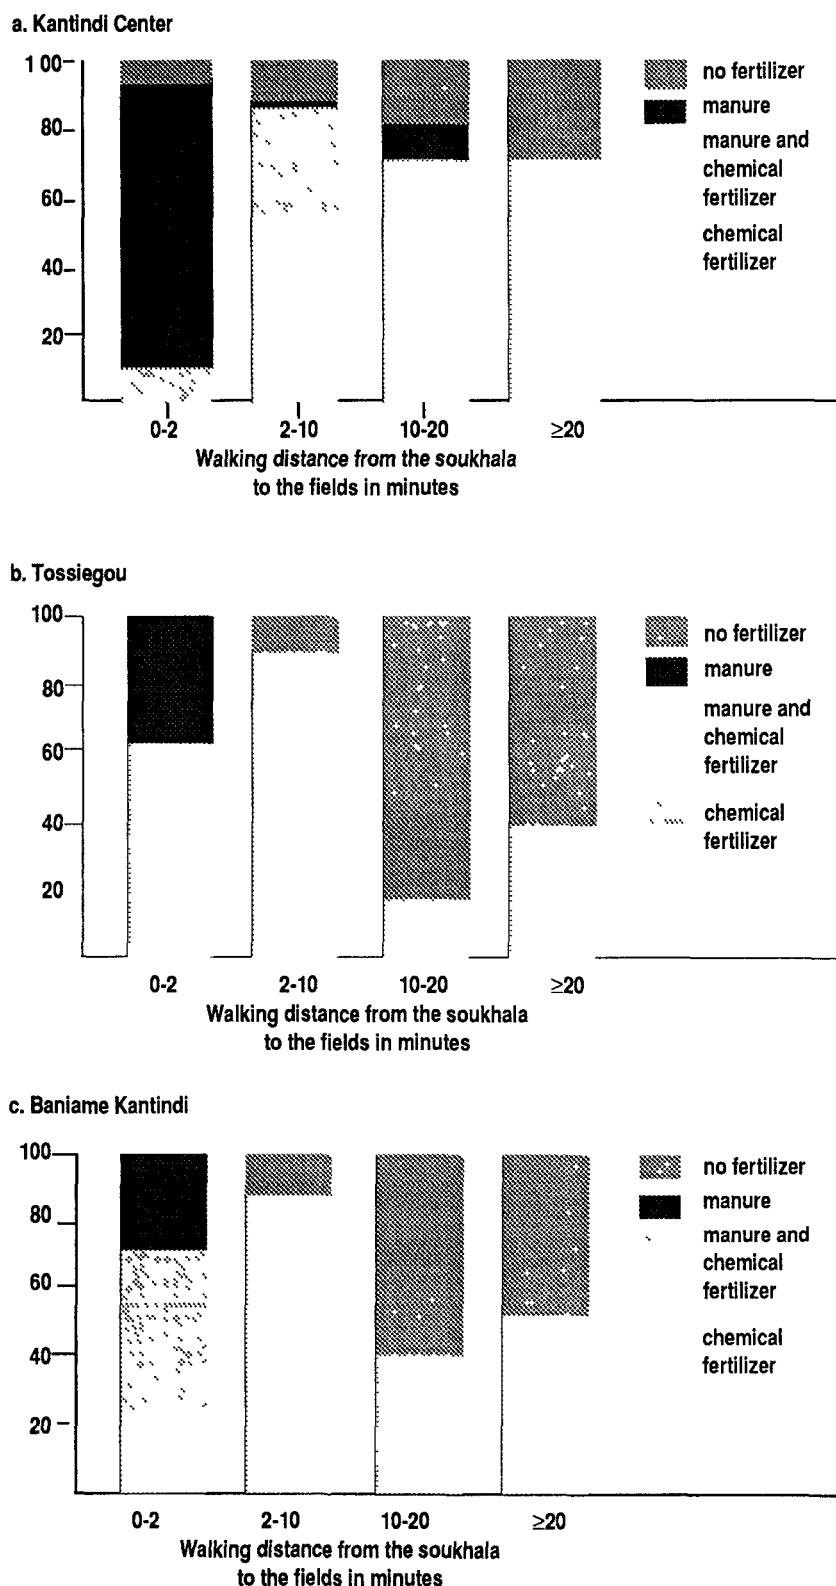 a. Kantindi Center
1 00
80
60
40
20
no fertilizer
manure
manure and
chemical
fertilizer
chemical
fertilizer
0-2 2-10 10-20 ≥20
Walking distance from the soukhala
to the fields in minutes
b. Tossiegou
100
80
60
40
20
no fertilizer
manure
manure and
chemical
fertilizer
chemical
fertilizer
0-2 2-10 10-20 ≥20
Walking distance from the soukhala
to the fields in minutes
c. Baniame Kantindi
100
80
60
40
20
no fertilizer
manure
manure and
chemical
fertilizer
chemical
fertilizer
0-2 2-10 10-20 ≥20
Walking distance from the soukhala
to the fields in minutes